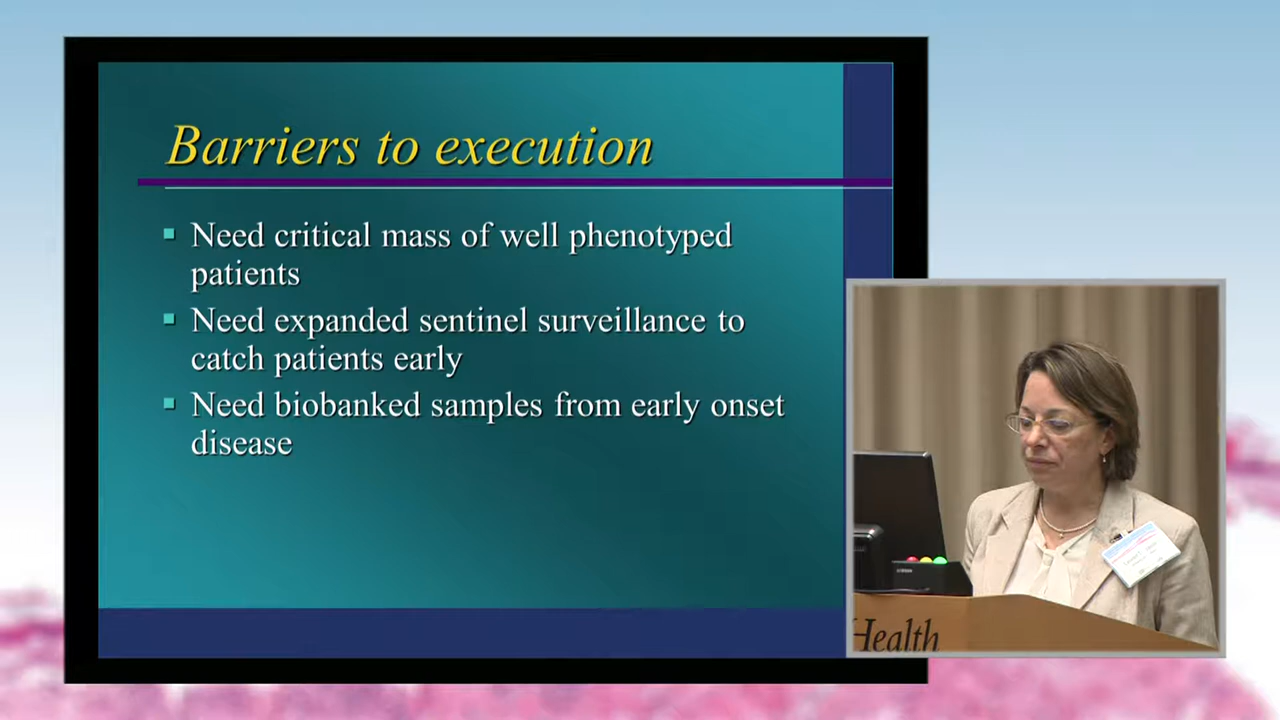 Barriers to execution
Need critical mass of well phenotyped
patients
Need expanded sentinel surveillance to
catch patients early
Need biobanked samples from early onset
disease
Health